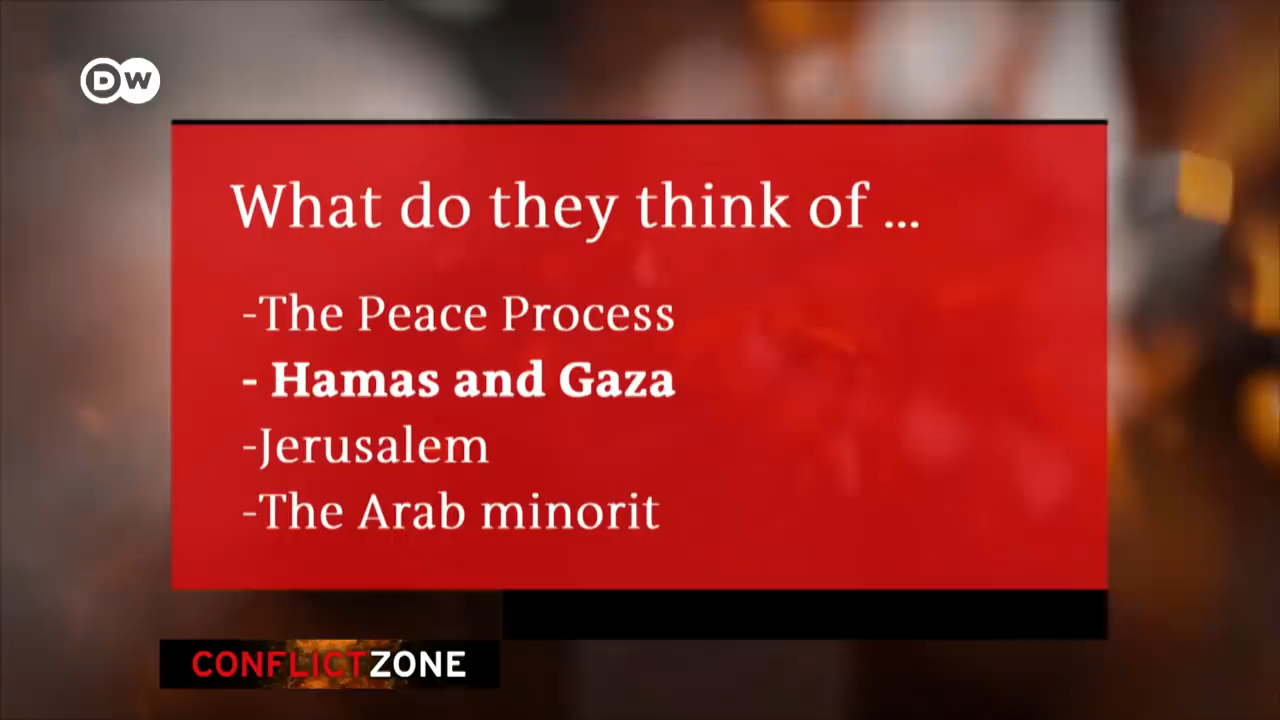 DW
What do they think of ...
-The Peace Process
- Hamas and Gaza
-Jerusalem
-The Arab minorit
CONFLICTZONE